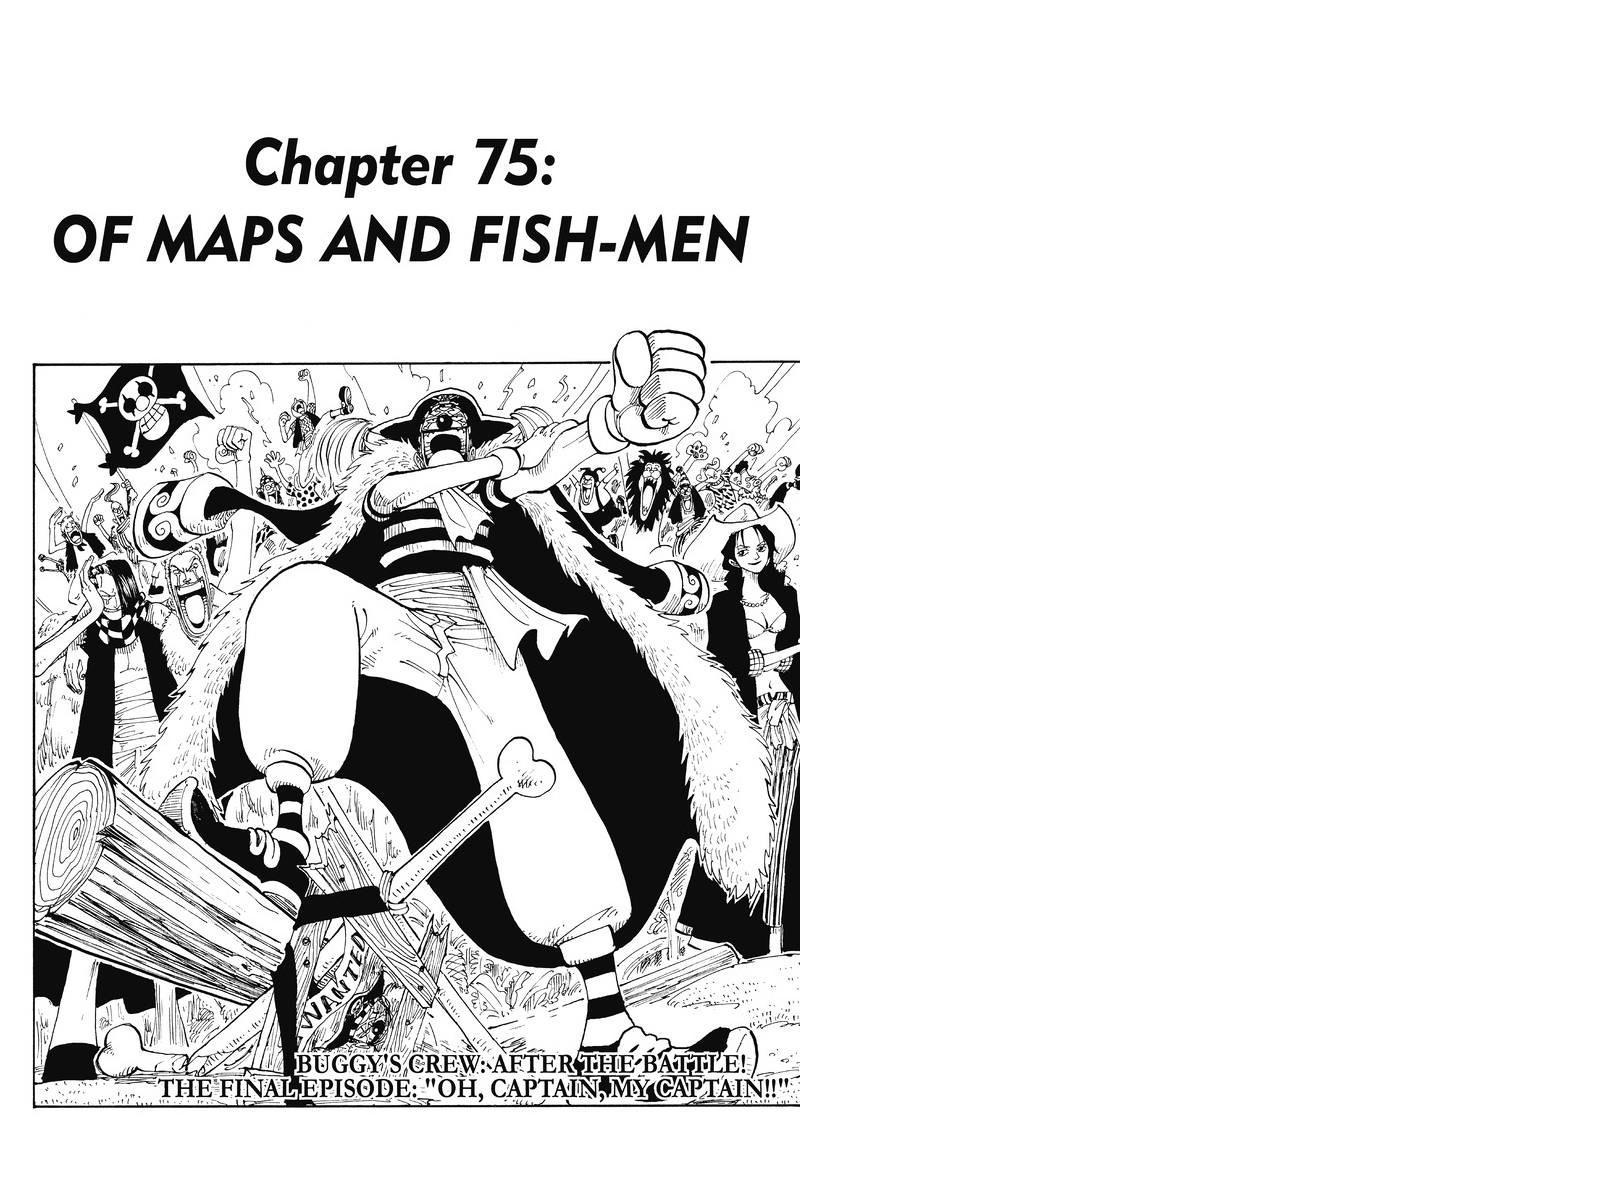 Chapter 75:
OF MAPS AND FISH-MEN
WANTED
BUGGY'S CREW: AFTER THE BATTLE!
THE FINAL EPISODE: "OH, CAPTAIN, MY CAPTAIN!!"